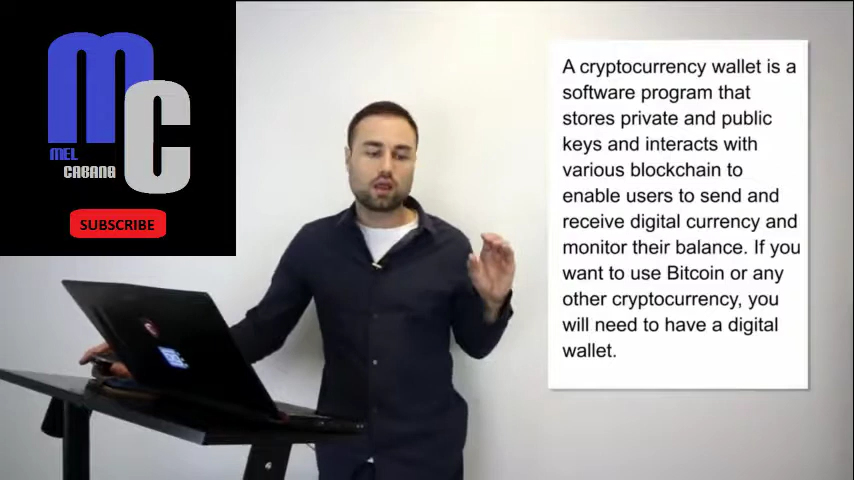 MC
MEL
CABANG
SUBSCRIBE
A cryptocurrency wallet is a
software program that
stores private and public
keys and interacts with
various blockchain to
enable users to send and
receive digital currency and
monitor their balance. If you
want to use Bitcoin or any
other cryptocurrency, you
will need to have a digital
wallet.